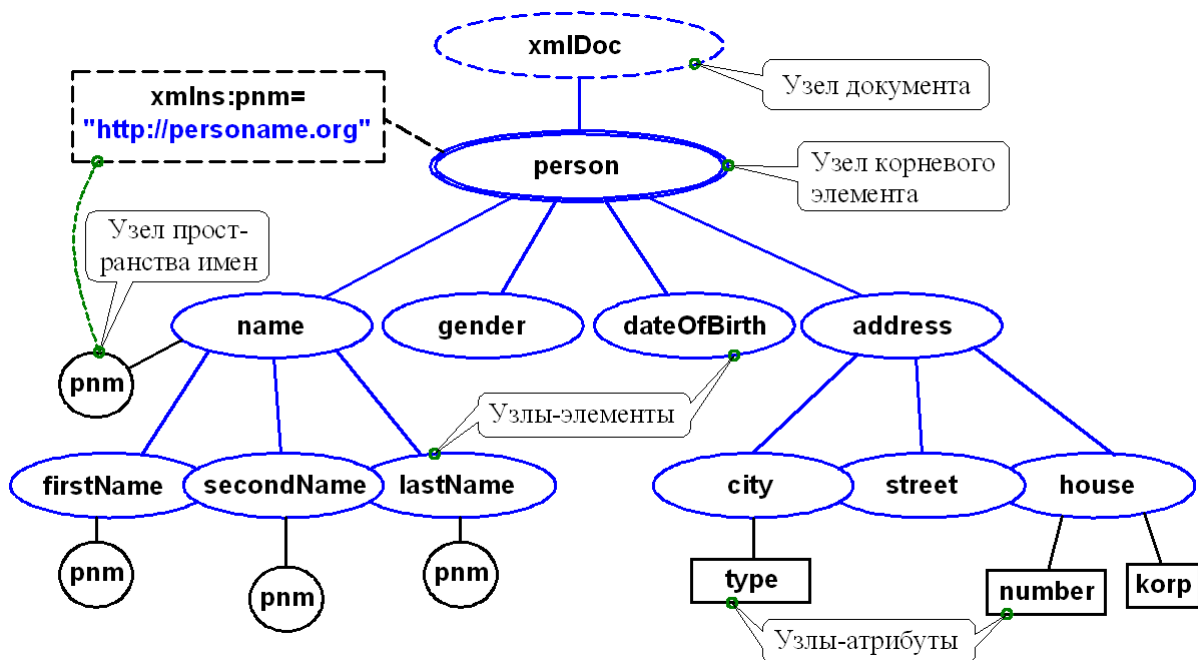 xmlDoc
Узел документа
xmlns:pnm=
"http://personame.org"
person
Узел корневого
элемента
Узел прост-
ранства имен
name
gender
dateOfBirth
address
pnm
Узлы-элементы
firstName
secondName
lastName
city
street
house
pnm
pnm
pnm
type
number
korp
Узлы-атрибуты